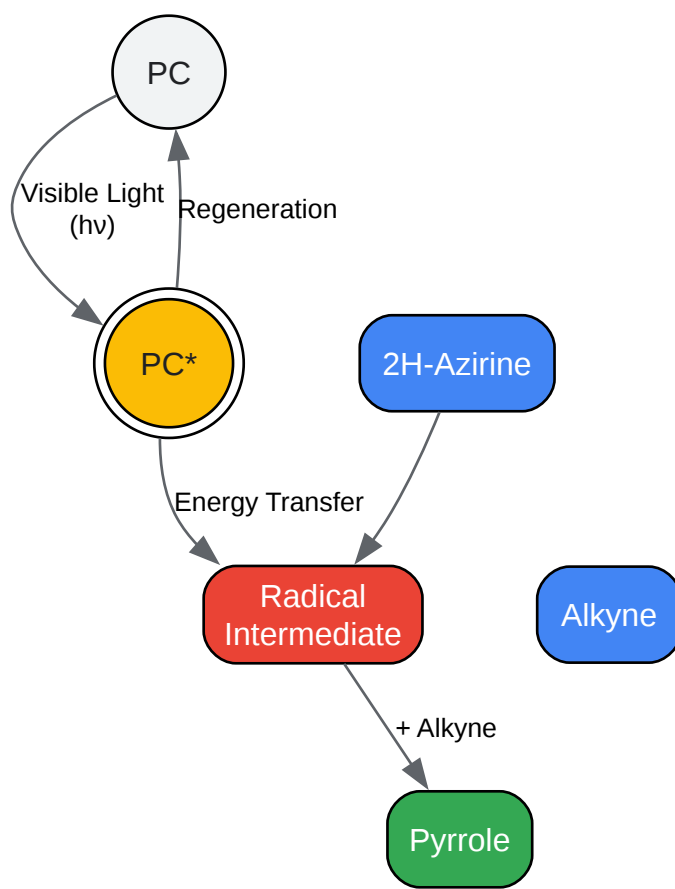 PC
Visible Light
(hν)
Regeneration
PC*
2H-Azirine
Energy Transfer
Radical
Intermediate
Alkyne
+ Alkyne
Pyrrole